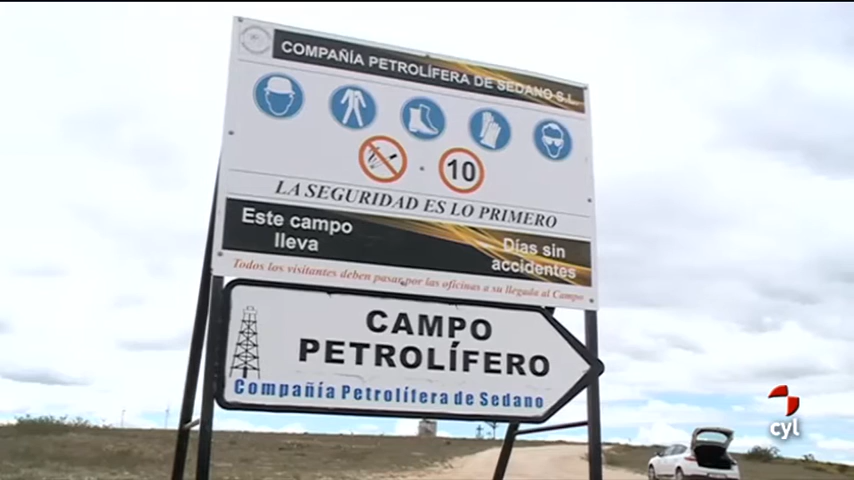 COMPAÑÍA PETROLÍFERA DE SEDANO S.L.
10
LA SEGURIDAD ES LO PRIMERO
Este campo
lleva
Días sin
accidentes
Todos los visitantes deben pasar por las oficinas a su llegada al Campo
CAMPO
PETROLÍFERO
Compañía Petrolífera de Sedano
cyl